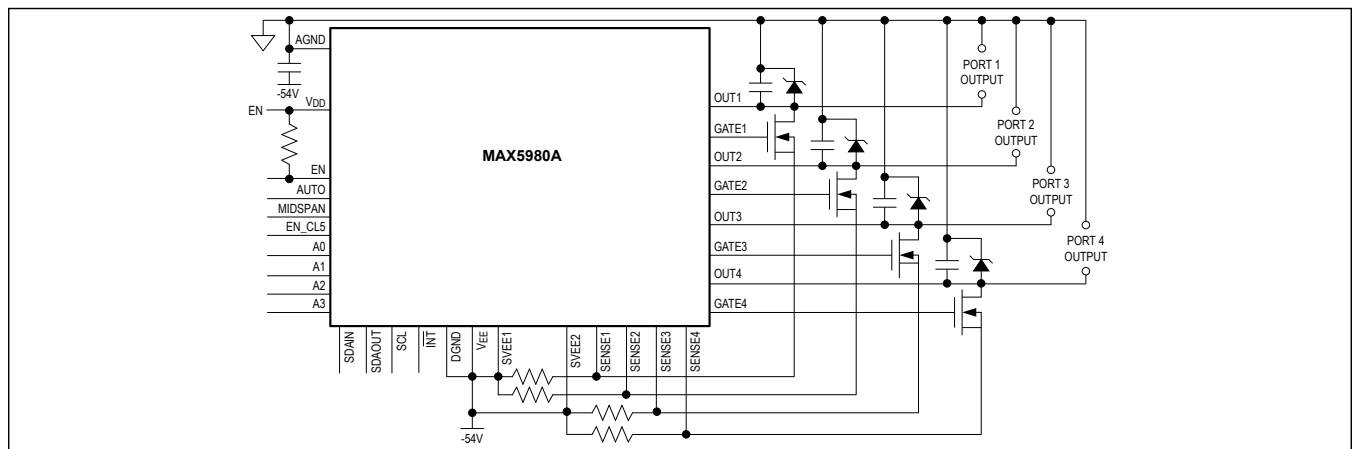 AGND
-54V
EN
VDD
EN
AUTO
MIDSPAN
EN_CL5
A0
A1
A2
A3
MAX5980A
OUT1
GATE1
OUT2
GATE2
OUT3
GATE3
OUT4
GATE4
PORT 1
OUTPUT
PORT 2
OUTPUT
PORT 3
OUTPUT
PORT 4
OUTPUT
SDAIN
SDAOUT
SCL
INT
DGND
VEE
SVEE1
SVEE2
SENSE1
SENSE2
SENSE3
SENSE4
-54V